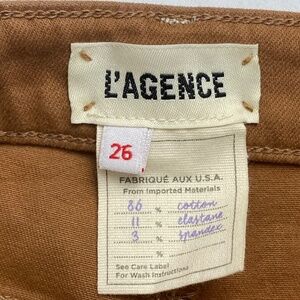 L'AGENCE
26
FABRIQUÉ AUX U.S.A.
From Imported Materials
86 % cotton
11 % elastane
3 % spandex
%
See Care Label
For Wash Instructions